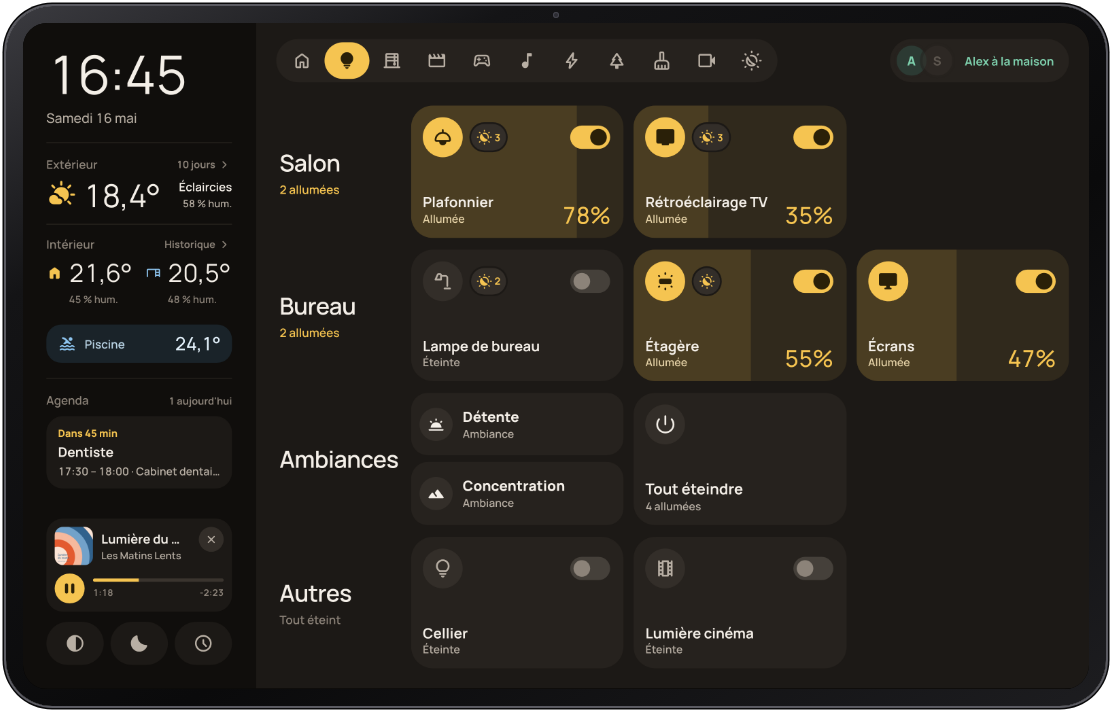 16:45
Samedi 16 mai
Extérieur
10 jours
18,4°
Éclaircies
58 % hum.
Intérieur
Historique
21,6°
20,5°
45 % hum.
48 % hum.
Piscine
24,1°
Agenda
1 aujourd'hui
Dans 45 min
Dentiste
17:30 – 18:00 · Cabinet dentai...
Lumière du ...
Les Matins Lents
1:18
-2:23
A
S
Alex à la maison
Salon
2 allumées
3
Plafonnier
Allumée
78%
3
Rétroéclairage TV
Allumée
35%
Bureau
2 allumées
2
Lampe de bureau
Éteinte
Étagère
Allumée
55%
Écrans
Allumée
47%
Ambiances
Détente
Ambiance
Concentration
Ambiance
Tout éteindre
4 allumées
Autres
Tout éteint
Cellier
Éteinte
Lumière cinéma
Éteinte